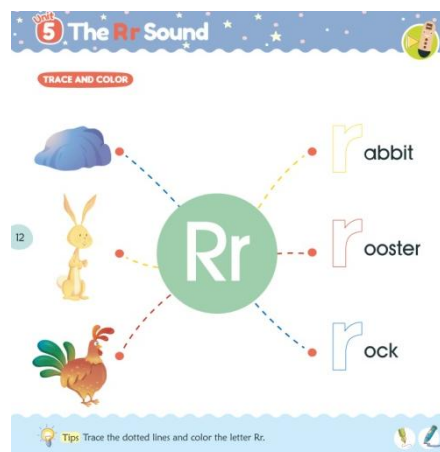 Unit
5 The Rr Sound
TRACE AND COLOR
rabbit
12
Rr
rooster
rock
Tips Trace the dotted lines and color the letter Rr.